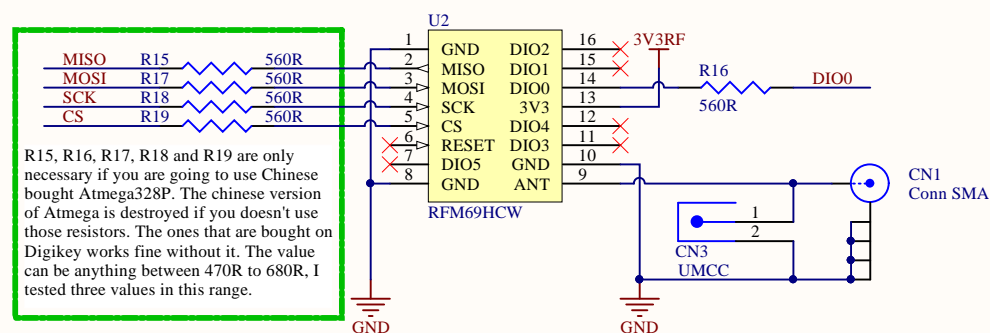 U2
MISO R15 560R
MOSI R17 560R
SCK R18 560R
CS R19 560R
R15, R16, R17, R18 and R19 are only
necessary if you are going to use Chinese
bought Atmega328P. The chinese version
of Atmega is destroyed if you doesn't use
those resistors. The ones that are bought on
Digikey works fine without it. The value
can be anything between 470R to 680R, I
tested three values in this range.
1 GND DIO2 16
2 MISO DIO1 15
3 MOSI DIO0 14
4 SCK 3V3 13
5 CS DIO4 12
6 RESET DIO3 11
7 DIO5 GND 10
8 GND ANT 9
RFM69HCW
3V3RF
R16
560R
DIO0
CN1
Conn SMA
1
2
CN3
UMCC
GND
GND